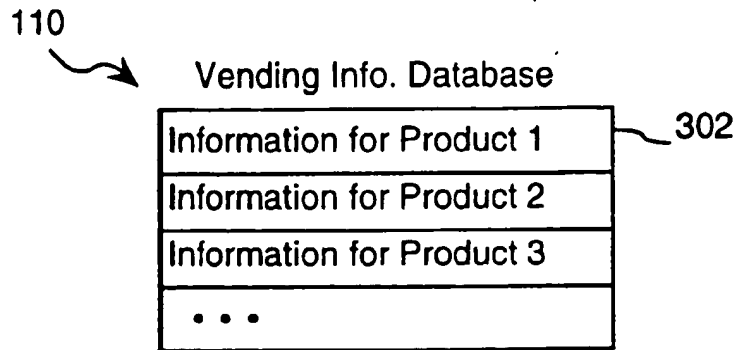 110
Vending Info. Database
Information for Product 1
302
Information for Product 2
Information for Product 3
• • •